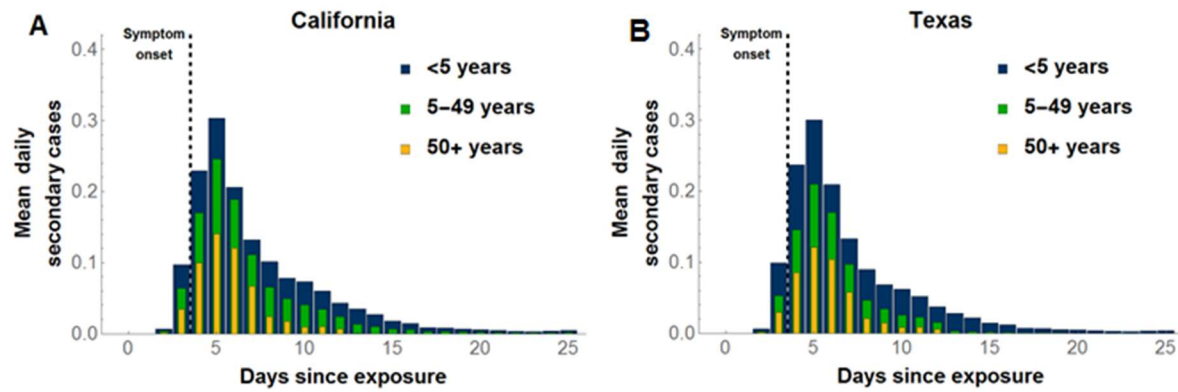 A
California
Symptom
onset
<5 years
5–49 years
50+ years
0.4
0.3
0.2
0.1
0.0
Mean daily
secondary cases
0 5 10 15 20 25
Days since exposure
B
Texas
Symptom
onset
<5 years
5–49 years
50+ years
0.4
0.3
0.2
0.1
0.0
Mean daily
secondary cases
0 5 10 15 20 25
Days since exposure